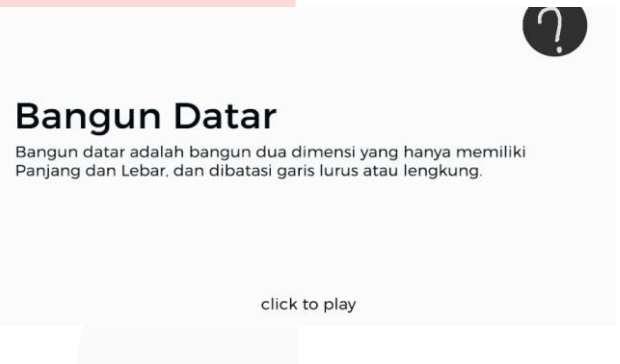 ?
Bangun Datar
Bangun datar adalah bangun dua dimensi yang hanya memiliki
Panjang dan Lebar, dan dibatasi garis lurus atau lengkung.
click to play